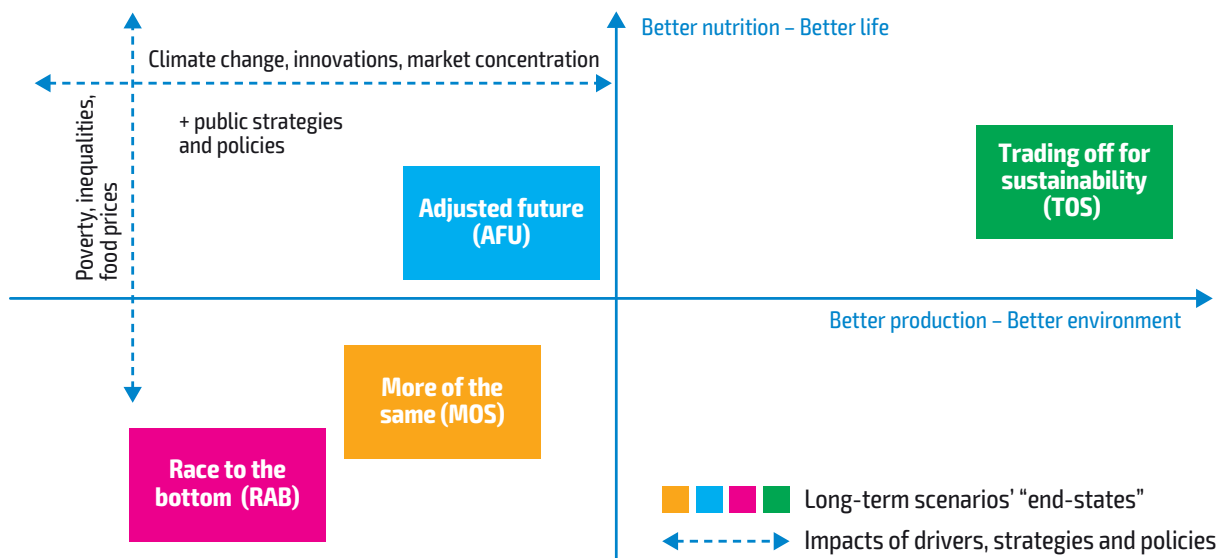 Better nutrition – Better life
Climate change, innovations, market concentration
+ public strategies
and policies
Poverty, inequalities,
food prices
Trading off for
sustainability
(TOS)
Adjusted future
(AFU)
Better production – Better environment
More of the
same (MOS)
Race to the
bottom (RAB)
Long-term scenarios’ “end-states”
Impacts of drivers, strategies and policies